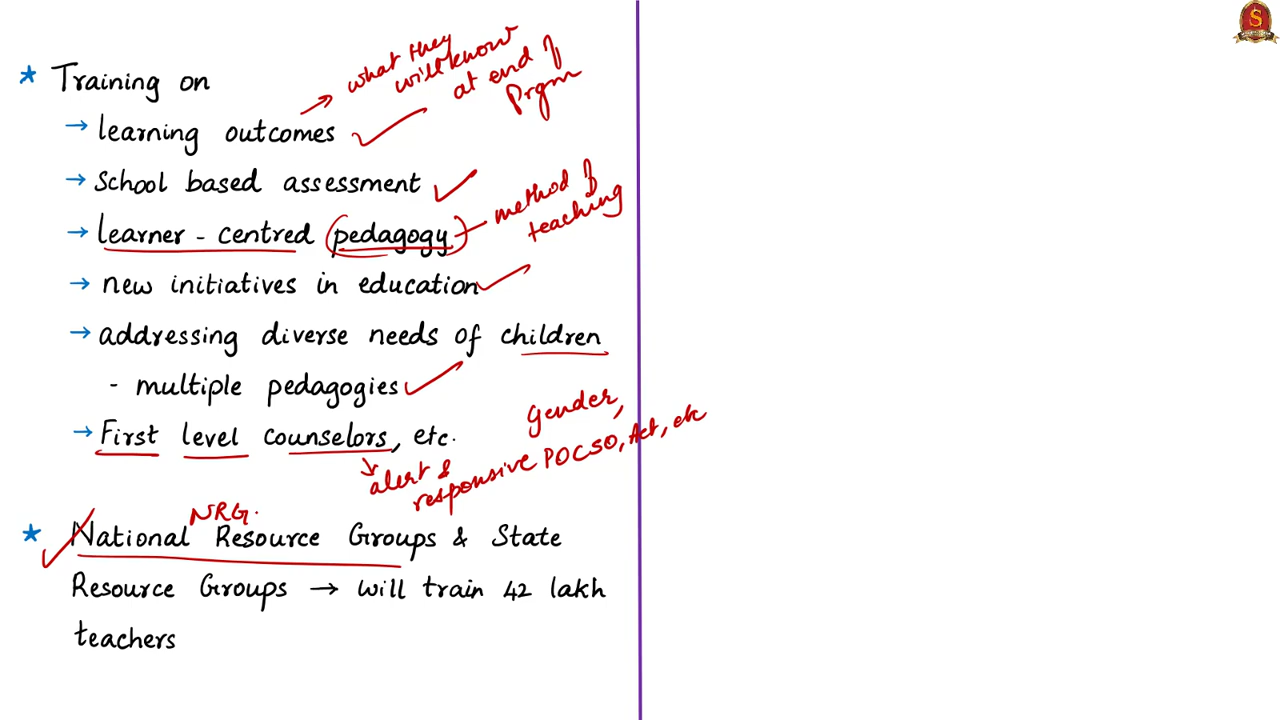 * Training on
→ learning outcomes
→ what they
will know
at end of
Prgm
→ school based assessment
→ learner - centred (pedagogy)
method of
teaching
→ new initiatives in education
→ addressing diverse needs of children
- multiple pedagogies
→ First level counselors, etc.
gender,
alert &
responsive POCSO, Act, etc
NRG.
* National Resource Groups & State
Resource Groups → will train 42 lakh
teachers
S